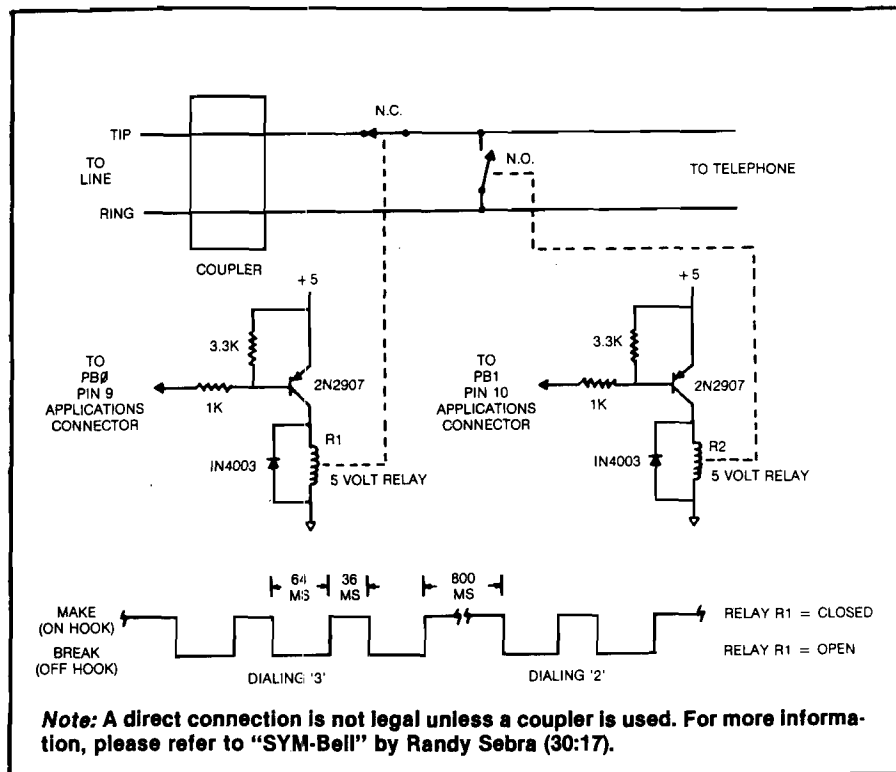 N.C.
TIP
TO
LINE
N.O.
TO TELEPHONE
RING
COUPLER
+5
3.3K
TO
PBØ
PIN 9
APPLICATIONS
CONNECTOR
1K
2N2907
IN4003
R1
5 VOLT RELAY
+5
3.3K
TO
PB1
PIN 10
APPLICATIONS
CONNECTOR
1K
2N2907
IN4003
R2
5 VOLT RELAY
64
MS
36
MS
800
MS
MAKE
(ON HOOK)
RELAY R1 = CLOSED
BREAK
(OFF HOOK)
RELAY R1 = OPEN
DIALING '3'
DIALING '2'
Note: A direct connection is not legal unless a coupler is used. For more informa-
tion, please refer to "SYM-Bell" by Randy Sebra (30:17).